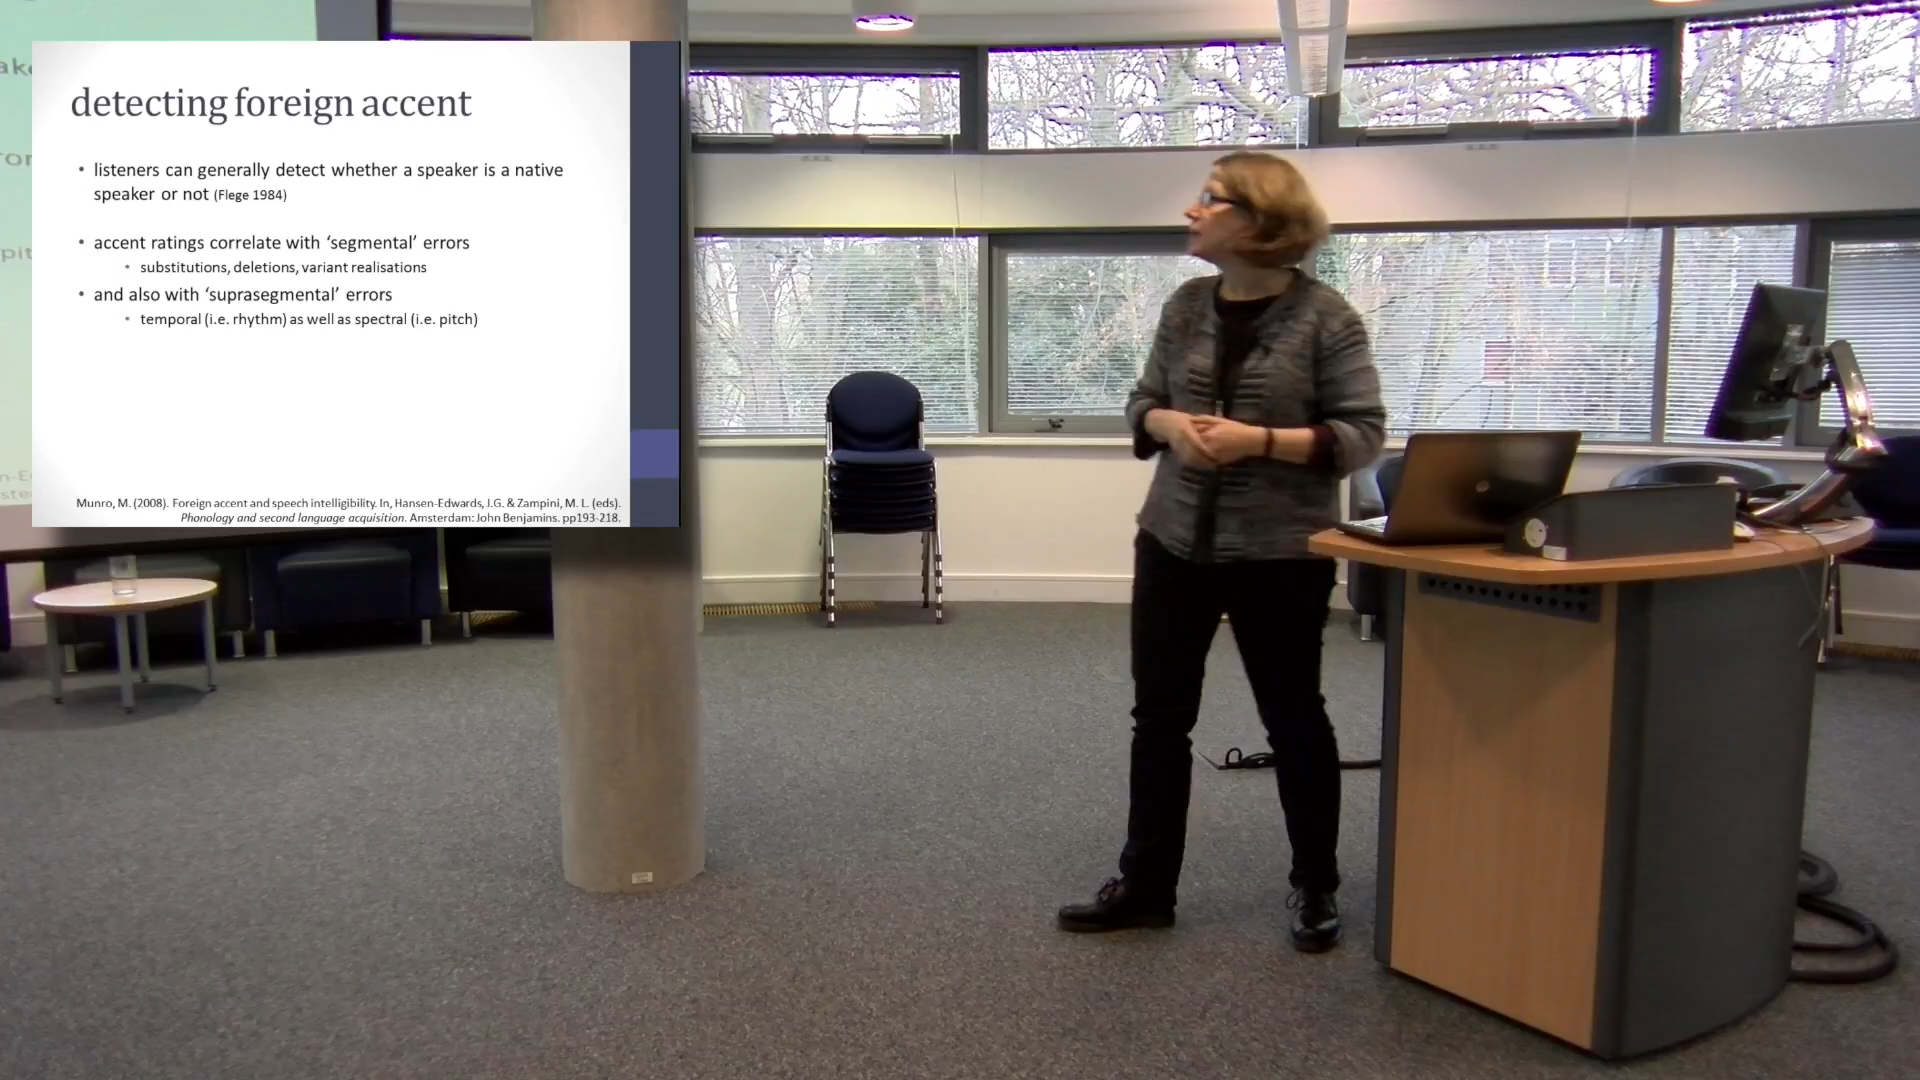 detecting foreign accent
• listeners can generally detect whether a speaker is a native
speaker or not (Flege 1984)
• accent ratings correlate with ‘segmental’ errors
• substitutions, deletions, variant realisations
• and also with ‘suprasegmental’ errors
• temporal (i.e. rhythm) as well as spectral (i.e. pitch)
Munro, M. (2008). Foreign accent and speech intelligibility. In, Hansen-Edwards, J.G. & Zampini, M. L. (eds).
Phonology and second language acquisition. Amsterdam: John Benjamins. pp193-218.